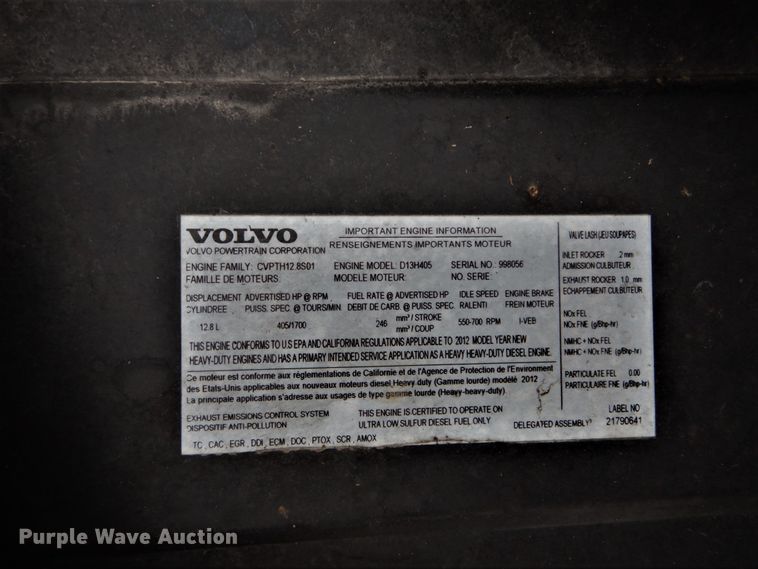 VOLVO
VOLVO POWERTRAIN CORPORATION
IMPORTANT ENGINE INFORMATION
RENSEIGNEMENTS IMPORTANTS MOTEUR
ENGINE FAMILY: CVPTH12.8S01 ENGINE MODEL: D13H405 SERIAL NO: 998056
FAMILLE DE MOTEURS: MODELE MOTEUR: NO. SERIE:
DISPLACEMENT ADVERTISED HP @ RPM FUEL RATE @ ADVERTISED HP IDLE SPEED ENGINE BRAKE
CYLINDREE PUISS. SPEC @ TOURS/MIN DEBIT DE CARB. @ PUISS. SPEC RALENTI FREIN MOTEUR
12.8 L 405/1700 246 mm³ / STROKE 550-700 RPM I-VEB
mm³ / COUP
THIS ENGINE CONFORMS TO U.S EPA AND CALIFORNIA REGULATIONS APPLICABLE TO 2012 MODEL YEAR NEW
HEAVY-DUTY ENGINES AND HAS A PRIMARY INTENDED SERVICE APPLICATION AS A HEAVY HEAVY-DUTY DIESEL ENGINE.
Ce moteur est conforme aux réglementations de Californie et de l'Agence de Protection de l'Environment
des Etats-Unis applicables aux nouveaux moteurs diesel Heavy duty (Gamme lourde) modélé 2012
La principale application s'adresse aux usages de type gamme lourde (Heavy-heavy-duty)
EXHAUST EMISSIONS CONTROL SYSTEM THIS ENGINE IS CERTIFIED TO OPERATE ON
DISPOSITIF ANTI-POLLUTION ULTRA LOW SULFUR DIESEL FUEL ONLY DELEGATED ASSEMBLY
TC , CAC , EGR , DDI , ECM , DOC , PTOX , SCR , AMOX
VALVE LASH (JEU SOUPAPES)
INLET ROCKER .2 mm
ADMISSION CULBUTEUR
EXHAUST ROCKER 1.0 mm
ECHAPPEMENT CULBUTEUR
NOx FEL
NOx FNE (g/Bhp-hr)
NMHC + NOx FEL
NMHC + NOx FNE (g/Bhp-hr)
PARTICULATE FEL 0.00
PARTICULAIRE FNE (g/Bhp-hr)
LABEL NO
21790641
Purple Wave Auction